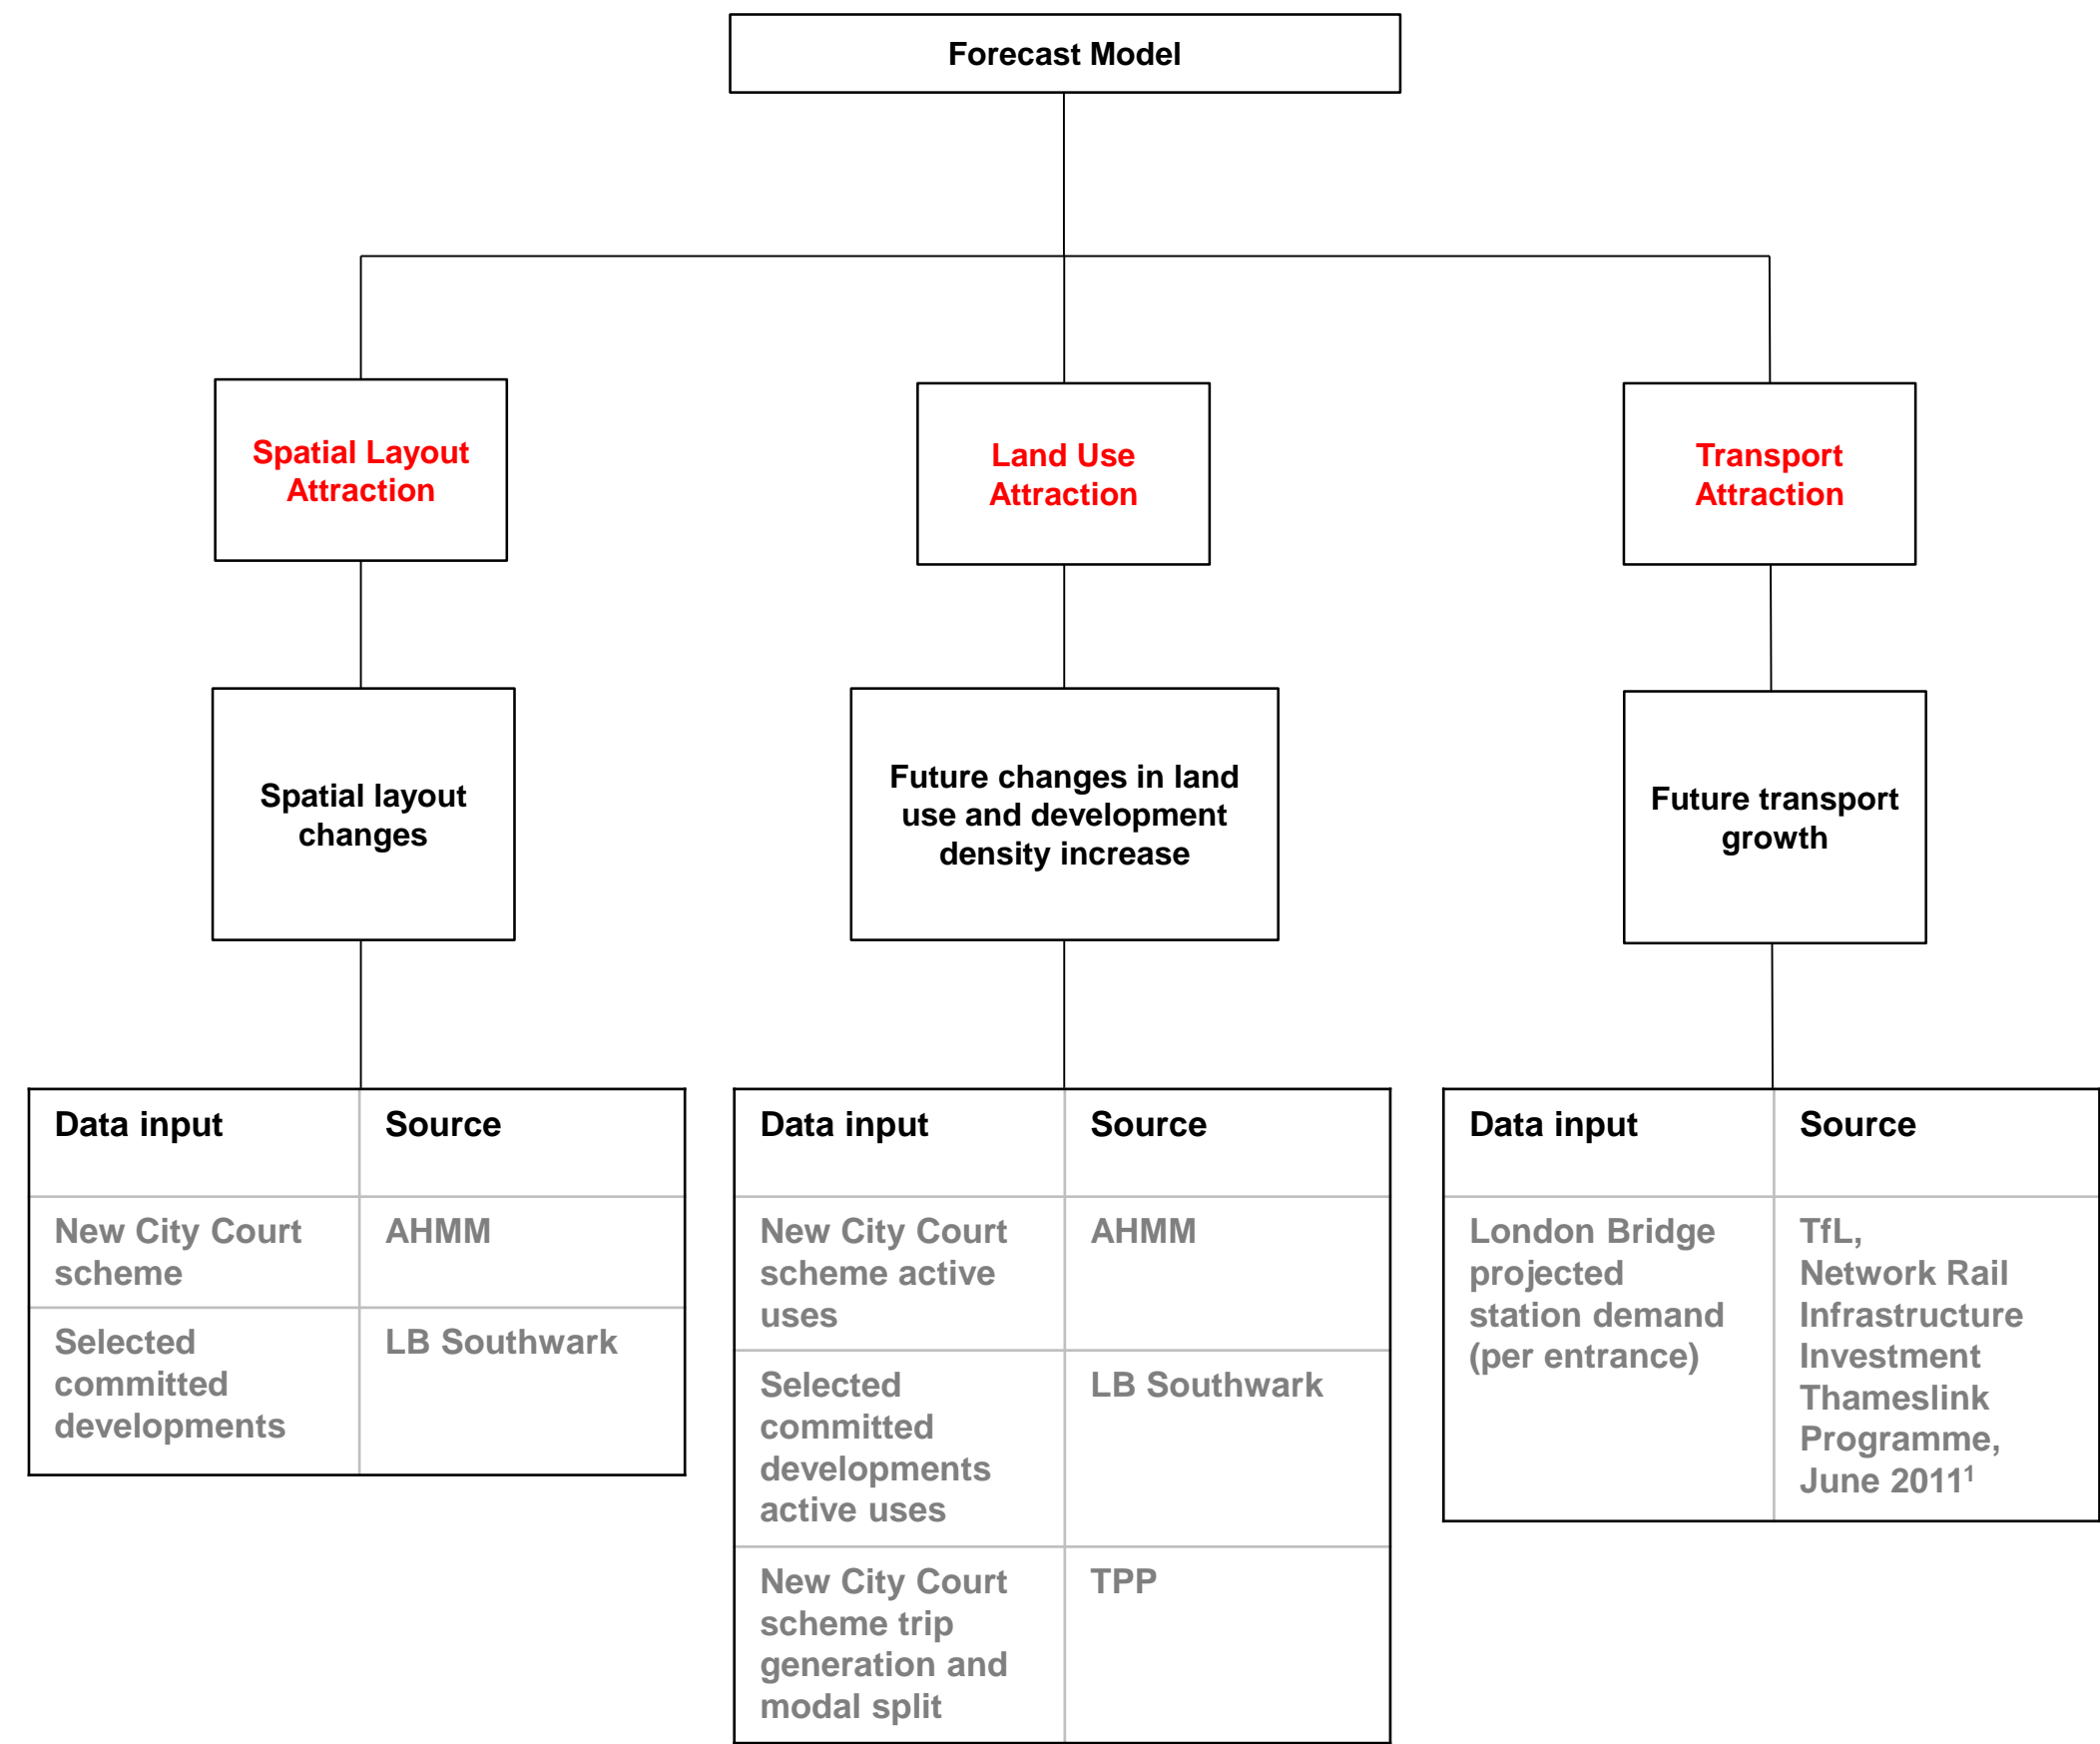 Forecast Model
Spatial Layout
Attraction
Land Use
Attraction
Transport
Attraction
Spatial layout
changes
Future changes in land
use and development
density increase
Future transport
growth
Data input
Source
New City Court
scheme
AHMM
Selected
committed
developments
LB Southwark
Data input
Source
New City Court
scheme active
uses
AHMM
Selected
committed
developments
active uses
LB Southwark
New City Court
scheme trip
generation and
modal split
TPP
Data input
Source
London Bridge
projected
station demand
(per entrance)
TfL,
Network Rail
Infrastructure
Investment
Thameslink
Programme,
June 2011¹